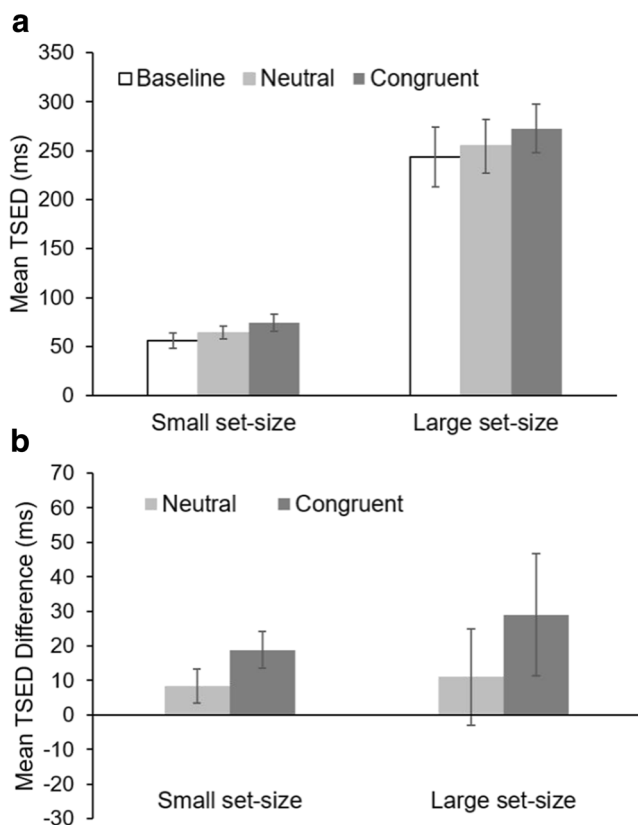 a
350
300
250
200
150
100
50
0
Mean TSED (ms)
Baseline Neutral Congruent
Small set-size Large set-size
b
70
60
50
40
30
20
10
0
-10
-20
-30
Mean TSED Difference (ms)
Neutral Congruent
Small set-size Large set-size